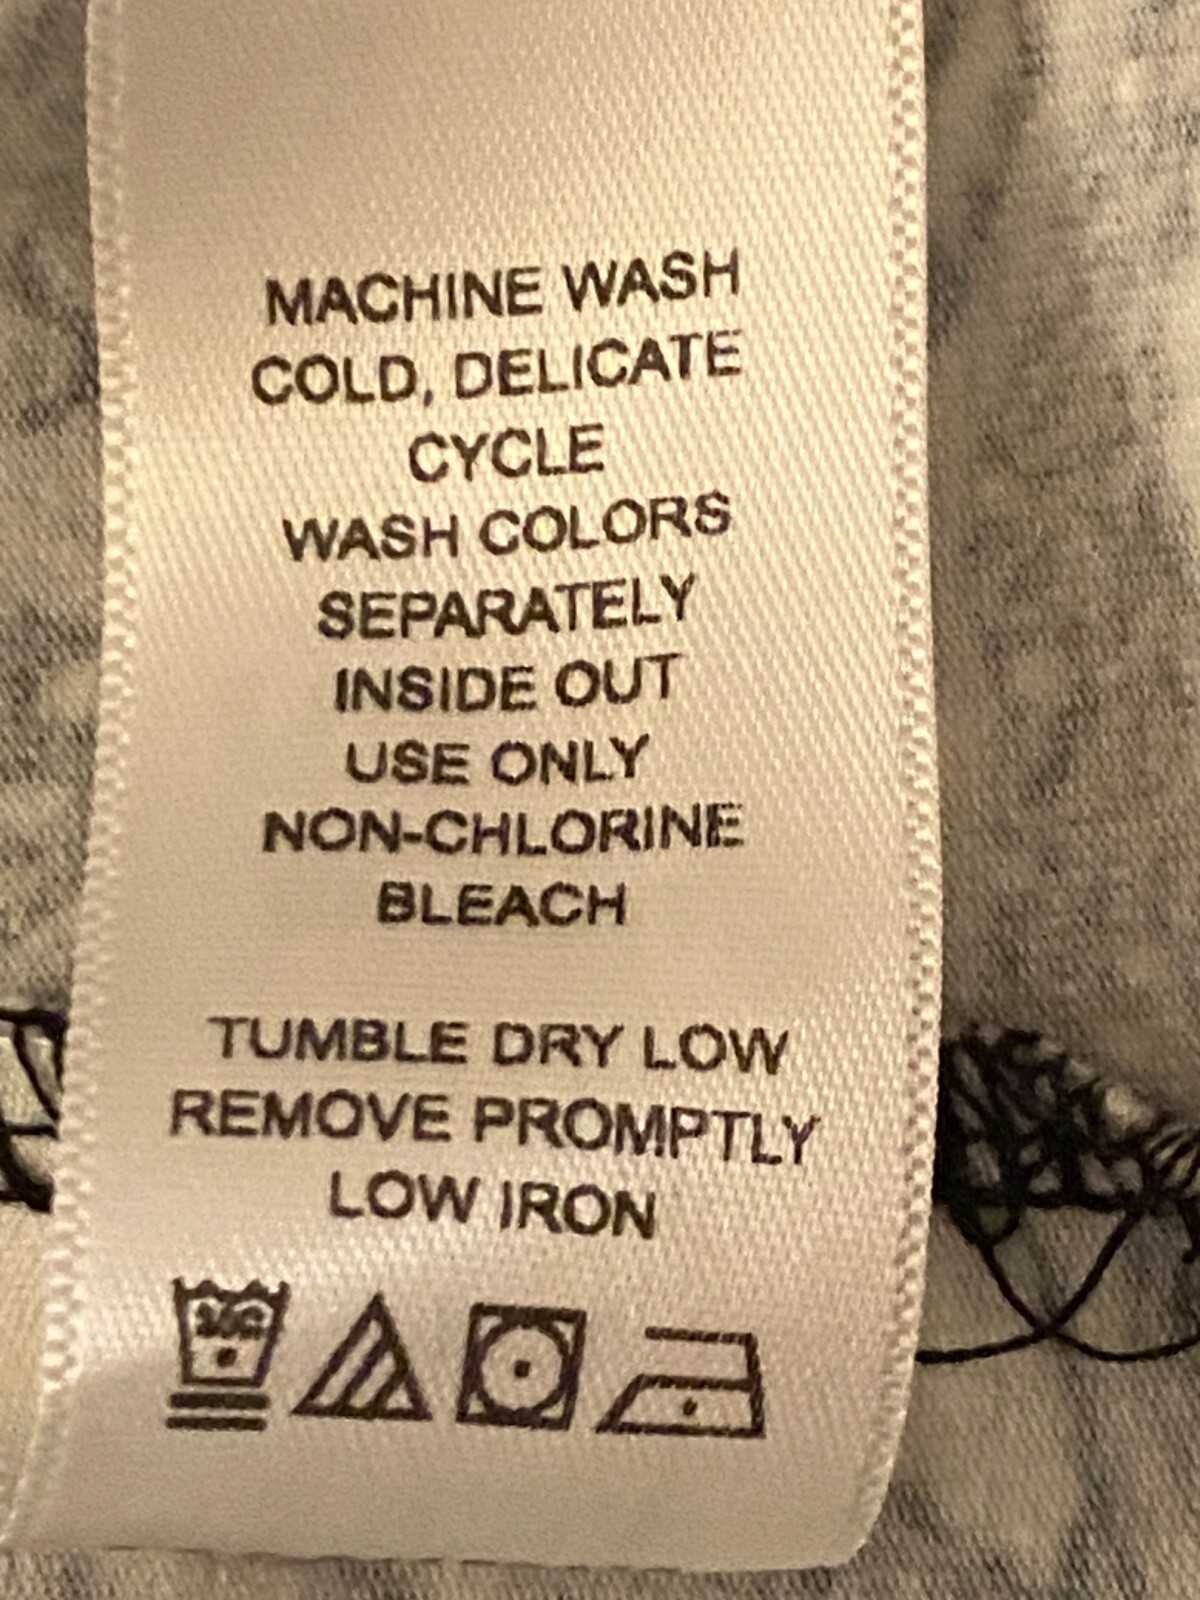 MACHINE WASH
COLD, DELICATE
CYCLE
WASH COLORS
SEPARATELY
INSIDE OUT
USE ONLY
NON-CHLORINE
BLEACH
TUMBLE DRY LOW
REMOVE PROMPTLY
LOW IRON